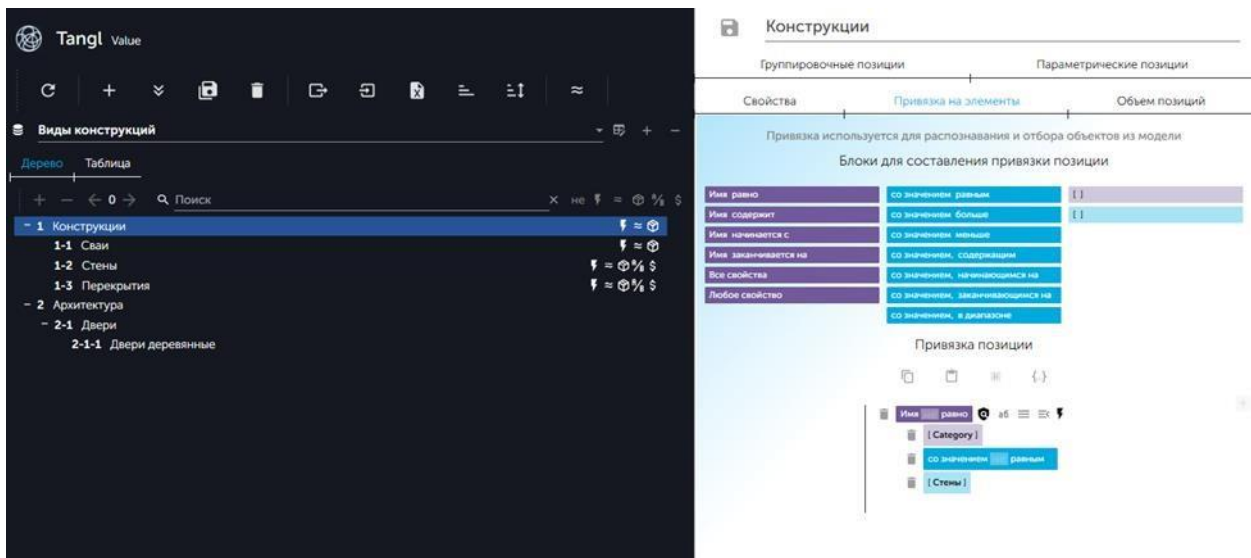 Tangl Value
Виды конструкций
Дерево Таблица
0 Поиск не $
1 Конструкции
1-1 Сваи
1-2 Стены $
1-3 Перекрытия $
2 Архитектура
2-1 Двери
2-1-1 Двери деревянные
Конструкции
Группировочные позиции Параметрические позиции
Свойства Привязка на элементы Объем позиций
Привязка используется для распознавания и отбора объектов из модели
Блоки для составления привязки позиции
Имя равно со значением равным [ ]
Имя содержит со значением больше [ ]
Имя начинается с со значением меньше
Имя заканчивается на со значением, содержащим
Все свойства со значением, начинающимся на
Любое свойство со значением, заканчивающимся на
со значением, в диапазоне
Привязка позиции
{..}
Имя равно аб
[ Category ]
со значением равным
[ Стены ]